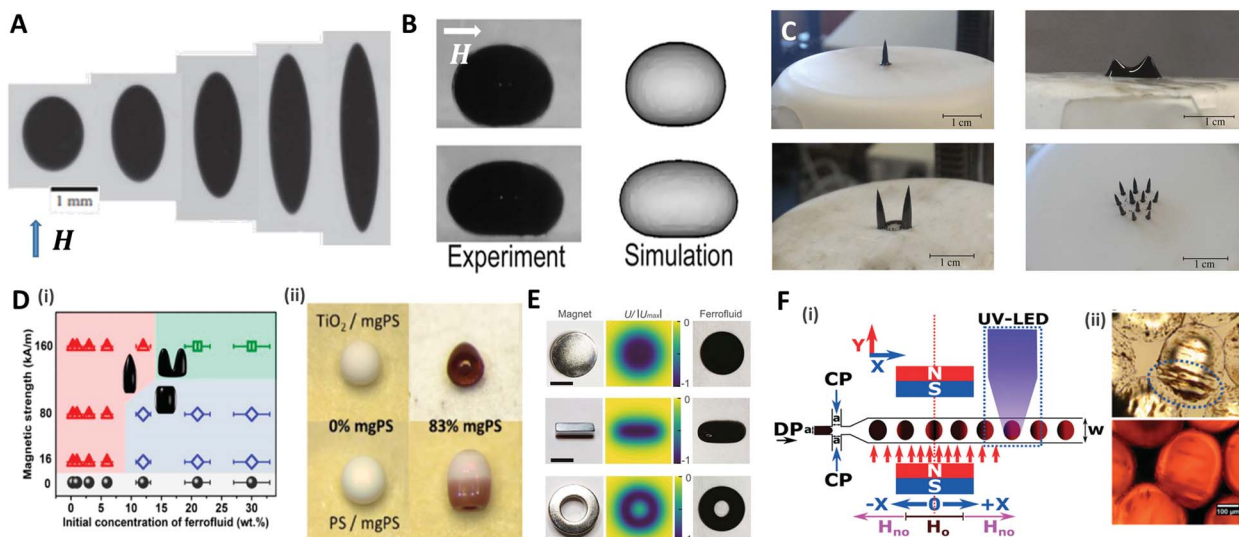 A
1 mm
H
B
H
Experiment
Simulation
C
1 cm
1 cm
1 cm
1 cm
D (i)
Magnetic strength (kA/m)
160
80
16
0
0 5 10 15 20 25 30
Initial concentration of ferrofluid (wt.%)
(ii)
TiO2 / mgPS
0% mgPS
83% mgPS
PS / mgPS
E
Magnet
U/ |Umax|
Ferrofluid
0
-1
0
-1
0
-1
F (i)
UV-LED
Y
X
N
S
CP
a
DP
a
a
w
CP
N
S
-X
0
+X
Hno
Ho
Hno
(ii)
100 µm